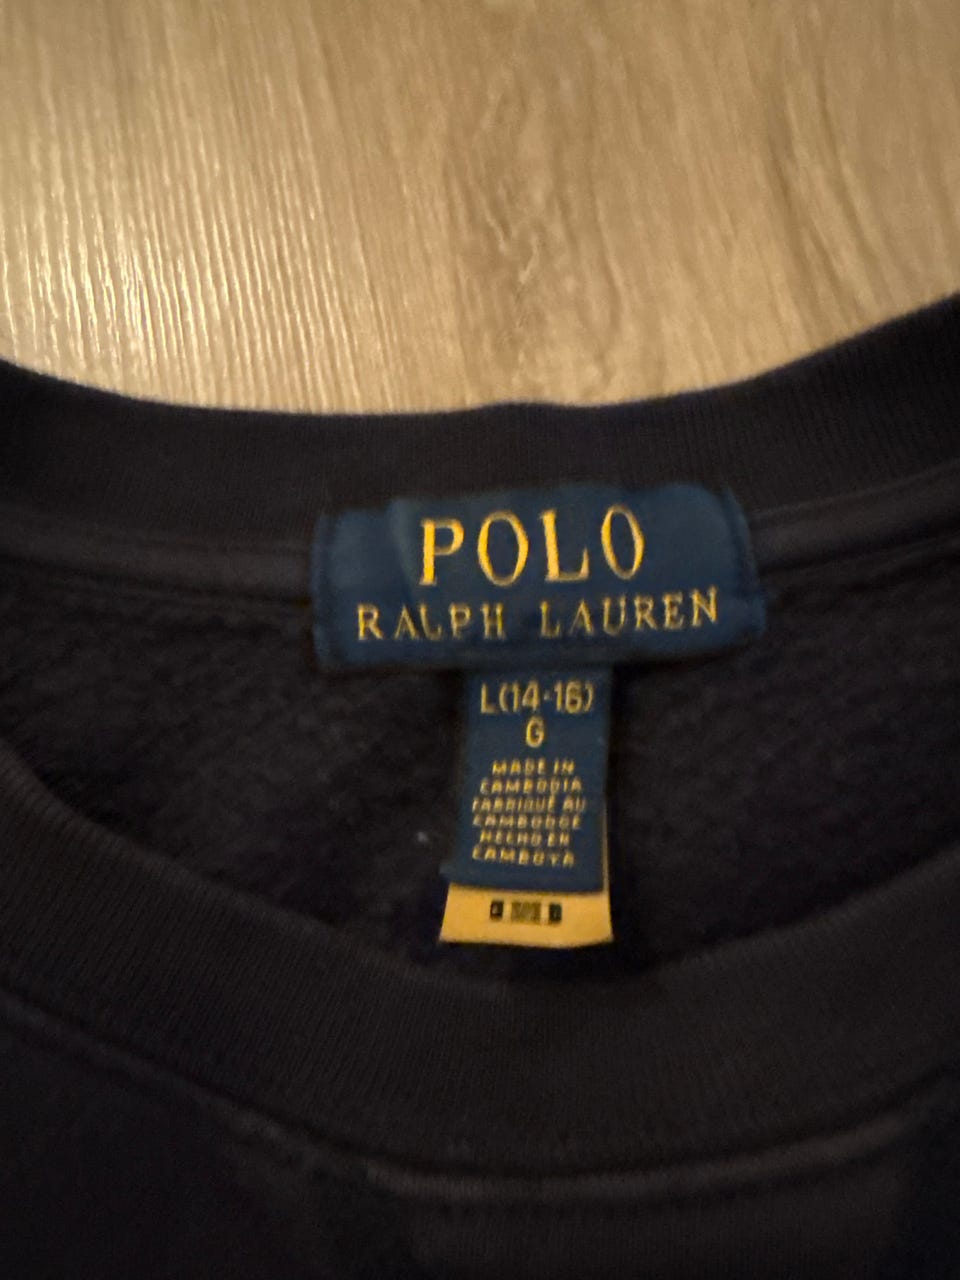 POLO
RALPH LAUREN
L(14-16)
G
MADE IN
CAMBODIA
FABRIQUÉ AU
CAMBODGE
HECHO EN
CAMBOYA